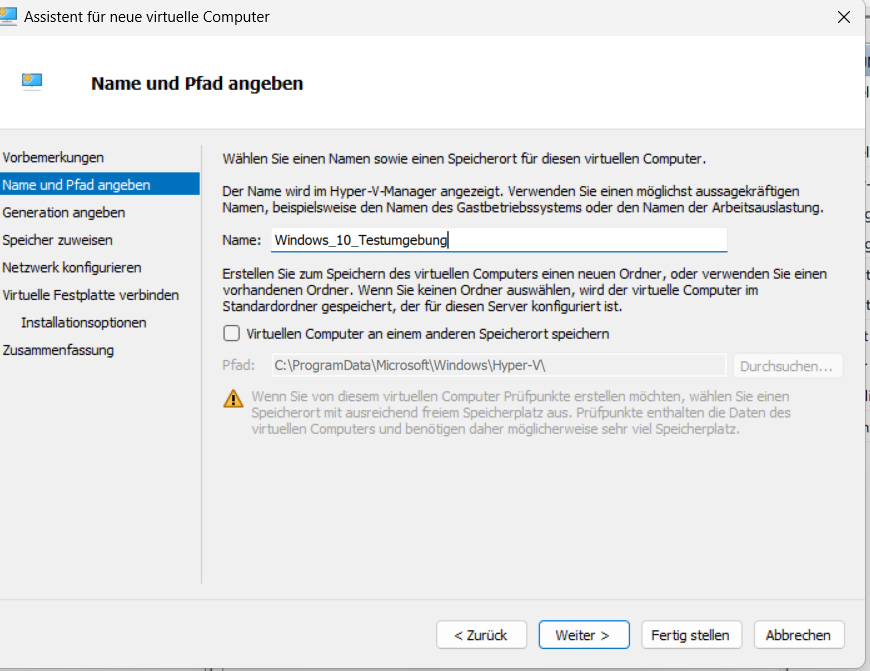 Assistent für neue virtuelle Computer
Name und Pfad angeben
Vorbemerkungen
Name und Pfad angeben
Generation angeben
Speicher zuweisen
Netzwerk konfigurieren
Virtuelle Festplatte verbinden
Installationsoptionen
Zusammenfassung
Wählen Sie einen Namen sowie einen Speicherort für diesen virtuellen Computer.
Der Name wird im Hyper-V-Manager angezeigt. Verwenden Sie einen möglichst aussagekräftigen
Namen, beispielsweise den Namen des Gastbetriebssystems oder den Namen der Arbeitsauslastung.
Name: Windows_10_Testumgebung
Erstellen Sie zum Speichern des virtuellen Computers einen neuen Ordner, oder verwenden Sie einen
vorhandenen Ordner. Wenn Sie keinen Ordner auswählen, wird der virtuelle Computer im
Standardordner gespeichert, der für diesen Server konfiguriert ist.
Virtuellen Computer an einem anderen Speicherort speichern
Pfad: C:\ProgramData\Microsoft\Windows\Hyper-V\ Durchsuchen...
Wenn Sie von diesem virtuellen Computer Prüfpunkte erstellen möchten, wählen Sie einen
Speicherort mit ausreichend freiem Speicherplatz aus. Prüfpunkte enthalten die Daten des
virtuellen Computers und benötigen daher möglicherweise sehr viel Speicherplatz.
< Zurück Weiter > Fertig stellen Abbrechen